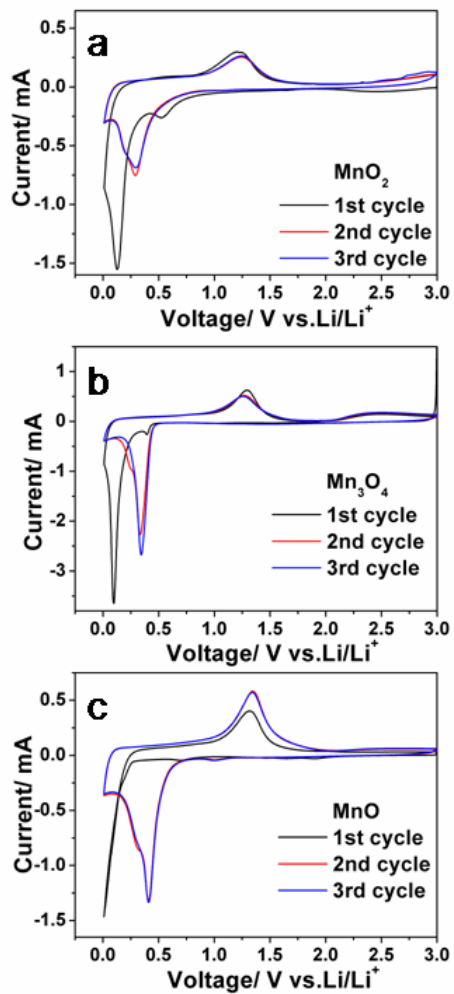 a
0.5
0.0
-0.5
-1.0
-1.5
Current/ mA
MnO₂
1st cycle
2nd cycle
3rd cycle
0.0 0.5 1.0 1.5 2.0 2.5 3.0
Voltage/ V vs.Li/Li⁺
b
1
0
-1
-2
-3
Current/ mA
Mn₃O₄
1st cycle
2nd cycle
3rd cycle
0.0 0.5 1.0 1.5 2.0 2.5 3.0
Voltage/ V vs.Li/Li⁺
c
0.5
0.0
-0.5
-1.0
-1.5
Current/ mA
MnO
1st cycle
2nd cycle
3rd cycle
0.0 0.5 1.0 1.5 2.0 2.5 3.0
Voltage/ V vs.Li/Li⁺